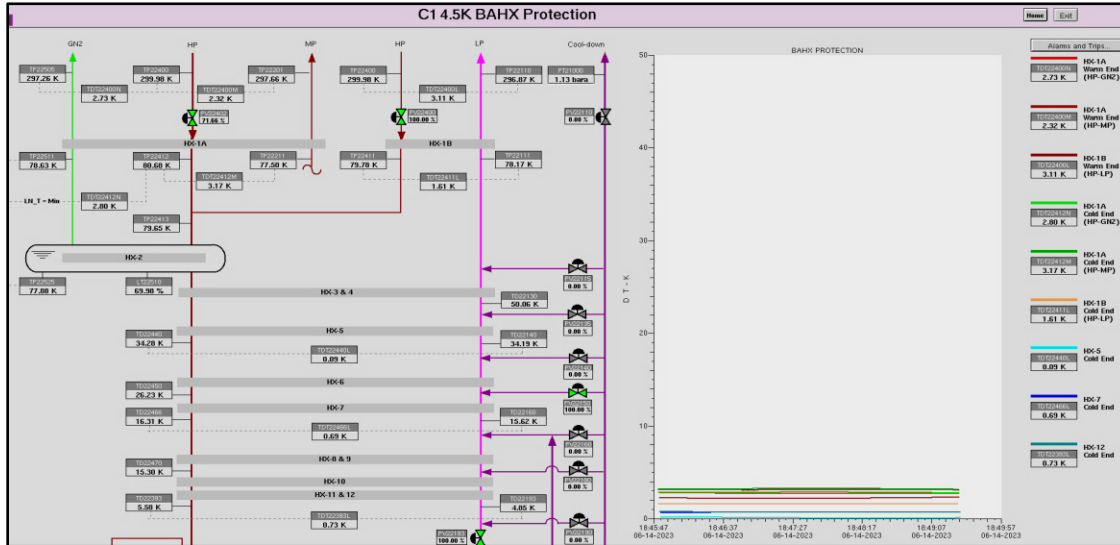 C1 4.5K BAHX Protection
Home
Exit
GN2
HP
MP
HP
LP
Cool-down
TP22505
297.26 K
TP22400
299.98 K
TP22201
297.66 K
TP22400
299.98 K
TP22110
296.87 K
PT21000
1.13 bara
TDT22400N
2.73 K
TDT22400M
2.32 K
TDT22400L
3.11 K
71.66 %
100.00 %
0.00 %
HX-1A
HX-1B
TP22511
78.63 K
TP22412
80.68 K
TP22211
77.50 K
TP22411
79.78 K
TP22111
78.17 K
TDT22412M
3.17 K
TDT22411L
1.61 K
TDT22412N
2.80 K
LN_T = Min
TP22413
79.65 K
HX-2
TP22525
77.88 K
LT22510
69.90 %
0.00 %
HX-3 & 4
TD22130
50.06 K
0.00 %
HX-5
TD22440
34.28 K
TD22140
34.19 K
TDT22440L
0.09 K
0.00 %
HX-6
TD22450
26.23 K
100.00 %
HX-7
TD22460
16.31 K
TD22160
15.62 K
TDT22460L
0.69 K
0.00 %
HX-8 & 9
TD22470
15.30 K
0.00 %
HX-10
HX-11 & 12
TD22393
5.58 K
TD22193
4.85 K
TDT22393L
0.73 K
0.00 %
100.00 %
BAHX PROTECTION
50
40
30
20
10
0
D T - K
18:45:47
06-14-2023
18:46:37
06-14-2023
18:47:27
06-14-2023
18:48:17
06-14-2023
18:49:07
06-14-2023
18:49:57
06-14-2023
Alarms and Trips...
HX-1A
Warm End
(HP-GN2)
TDT22400N
2.73 K
HX-1A
Warm End
(HP-MP)
TDT22400M
2.32 K
HX-1B
Warm End
(HP-LP)
TDT22400L
3.11 K
HX-1A
Cold End
(HP-GN2)
TDT22412N
2.80 K
HX-1A
Cold End
(HP-MP)
TDT22412M
3.17 K
HX-1B
Cold End
(HP-LP)
TDT22411L
1.61 K
HX-5
Cold End
TDT22440L
0.09 K
HX-7
Cold End
TDT22460L
0.69 K
HX-12
Cold End
TDT22393L
0.73 K